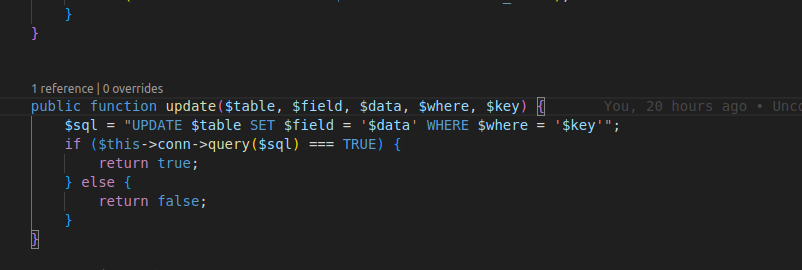 }
}
1 reference | 0 overrides
public function update($table, $field, $data, $where, $key) { You, 20 hours ago • Unco
$sql = "UPDATE $table SET $field = '$data' WHERE $where = '$key'";
if ($this->conn->query($sql) === TRUE) {
return true;
} else {
return false;
}
}